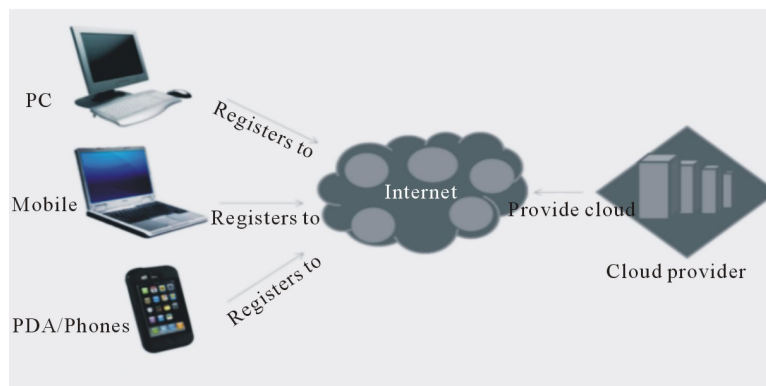 PC
Registers to
Mobile
Registers to
PDA/Phones
Registers to
Internet
Provide cloud
Cloud provider